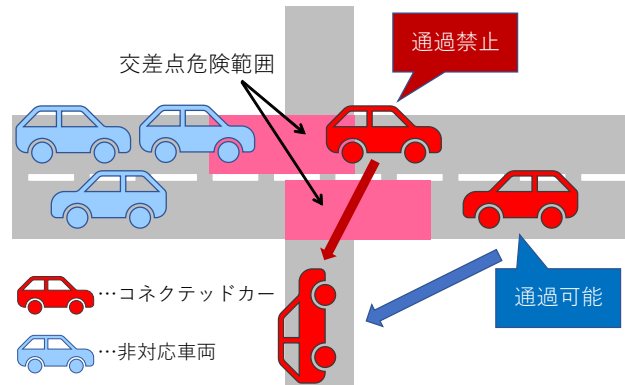 通過禁止
交差点危険範囲
通過可能
…コネクテッドカー
…非対応車両